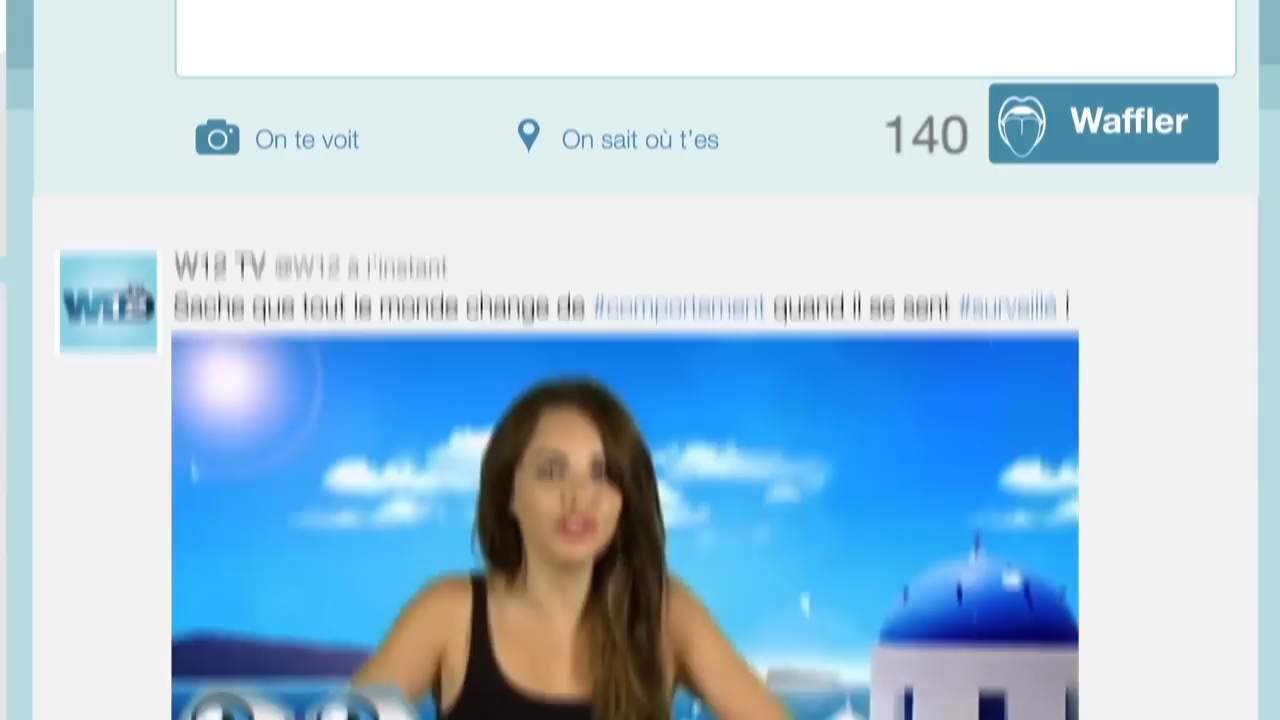 On te voit
On sait où t'es
140
Waffler
W12 TV @W12 à l'instant
W12
Sache que tout le monde change de #comportement quand il se sent #surveillé !